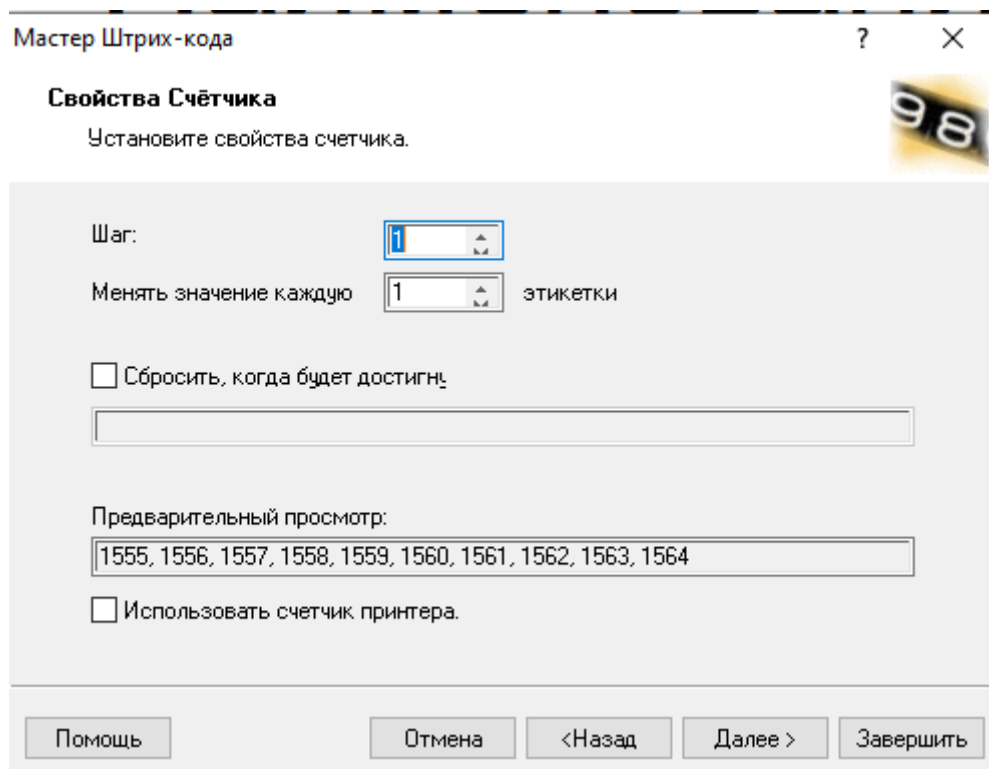 Мастер Штрих-кода ? ×
Свойства Счётчика
Установите свойства счетчика.
98
Шаг: 1
Менять значение каждую 1 этикетки
Сбросить, когда будет достигну
Предварительный просмотр:
1555, 1556, 1557, 1558, 1559, 1560, 1561, 1562, 1563, 1564
Использовать счетчик принтера.
Помощь Отмена <Назад Далее > Завершить